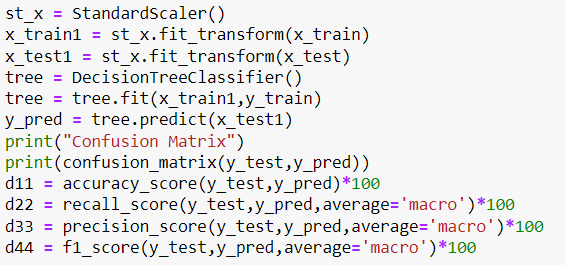 st_x = StandardScaler()
x_train1 = st_x.fit_transform(x_train)
x_test1 = st_x.fit_transform(x_test)
tree = DecisionTreeClassifier()
tree = tree.fit(x_train1,y_train)
y_pred = tree.predict(x_test1)
print("Confusion Matrix")
print(confusion_matrix(y_test,y_pred))
d11 = accuracy_score(y_test,y_pred)*100
d22 = recall_score(y_test,y_pred,average='macro')*100
d33 = precision_score(y_test,y_pred,average='macro')*100
d44 = f1_score(y_test,y_pred,average='macro')*100